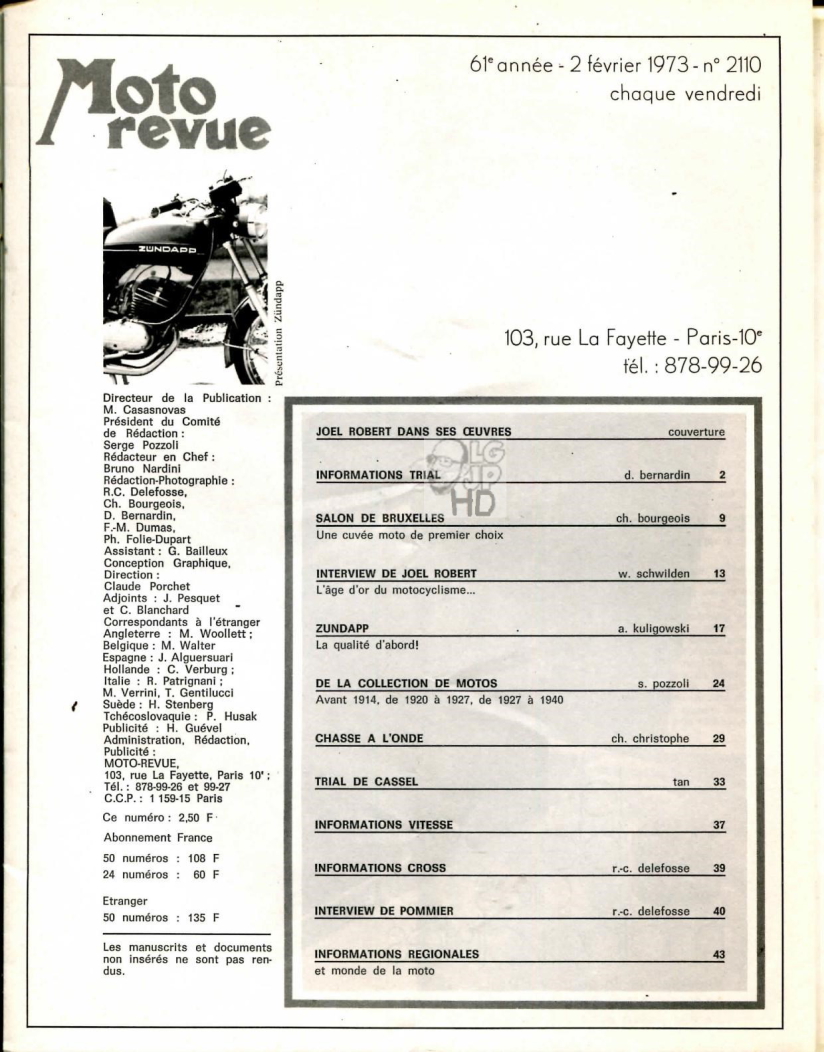 Moto
revue
61e année - 2 février 1973 - n° 2110
chaque vendredi
ZÜNDAPP
Présentation Zündapp
103, rue La Fayette - Paris-10e
tél. : 878-99-26
Directeur de la Publication :
M. Casasnovas
Président du Comité
de Rédaction :
Serge Pozzoli
Rédacteur en Chef :
Bruno Nardini
Rédaction-Photographie :
R.C. Delefosse,
Ch. Bourgeois,
D. Bernardin,
F.-M. Dumas,
Ph. Folie-Dupart
Assistant : G. Bailleux
Conception Graphique,
Direction :
Claude Porchet
Adjoints : J. Pesquet
et C. Blanchard
Correspondants à l'étranger
Angleterre : M. Woollett ;
Belgique : M. Walter
Espagne : J. Alguersuari
Hollande : C. Verburg ;
Italie : R. Patrignani ;
M. Verrini, T. Gentilucci
Suède : H. Stenberg
Tchécoslovaquie : P. Husak
Publicité : H. Guével
Administration, Rédaction,
Publicité :
MOTO-REVUE,
103, rue La Fayette, Paris 10e ;
Tél. : 878-99-26 et 99-27
C.C.P. : 1 159-15 Paris
Ce numéro : 2,50 F
Abonnement France
50 numéros : 108 F
24 numéros : 60 F
Etranger
50 numéros : 135 F
Les manuscrits et documents
non insérés ne sont pas ren-
dus.
JOEL ROBERT DANS SES ŒUVRES couverture
INFORMATIONS TRIAL d. bernardin 2
LG
JP
HD
SALON DE BRUXELLES ch. bourgeois 9
Une cuvée moto de premier choix
INTERVIEW DE JOEL ROBERT w. schwilden 13
L'âge d'or du motocyclisme...
ZUNDAPP a. kuligowski 17
La qualité d'abord!
DE LA COLLECTION DE MOTOS s. pozzoli 24
Avant 1914, de 1920 à 1927, de 1927 à 1940
CHASSE A L'ONDE ch. christophe 29
TRIAL DE CASSEL tan 33
INFORMATIONS VITESSE 37
INFORMATIONS CROSS r.-c. delefosse 39
INTERVIEW DE POMMIER r.-c. delefosse 40
INFORMATIONS REGIONALES 43
et monde de la moto